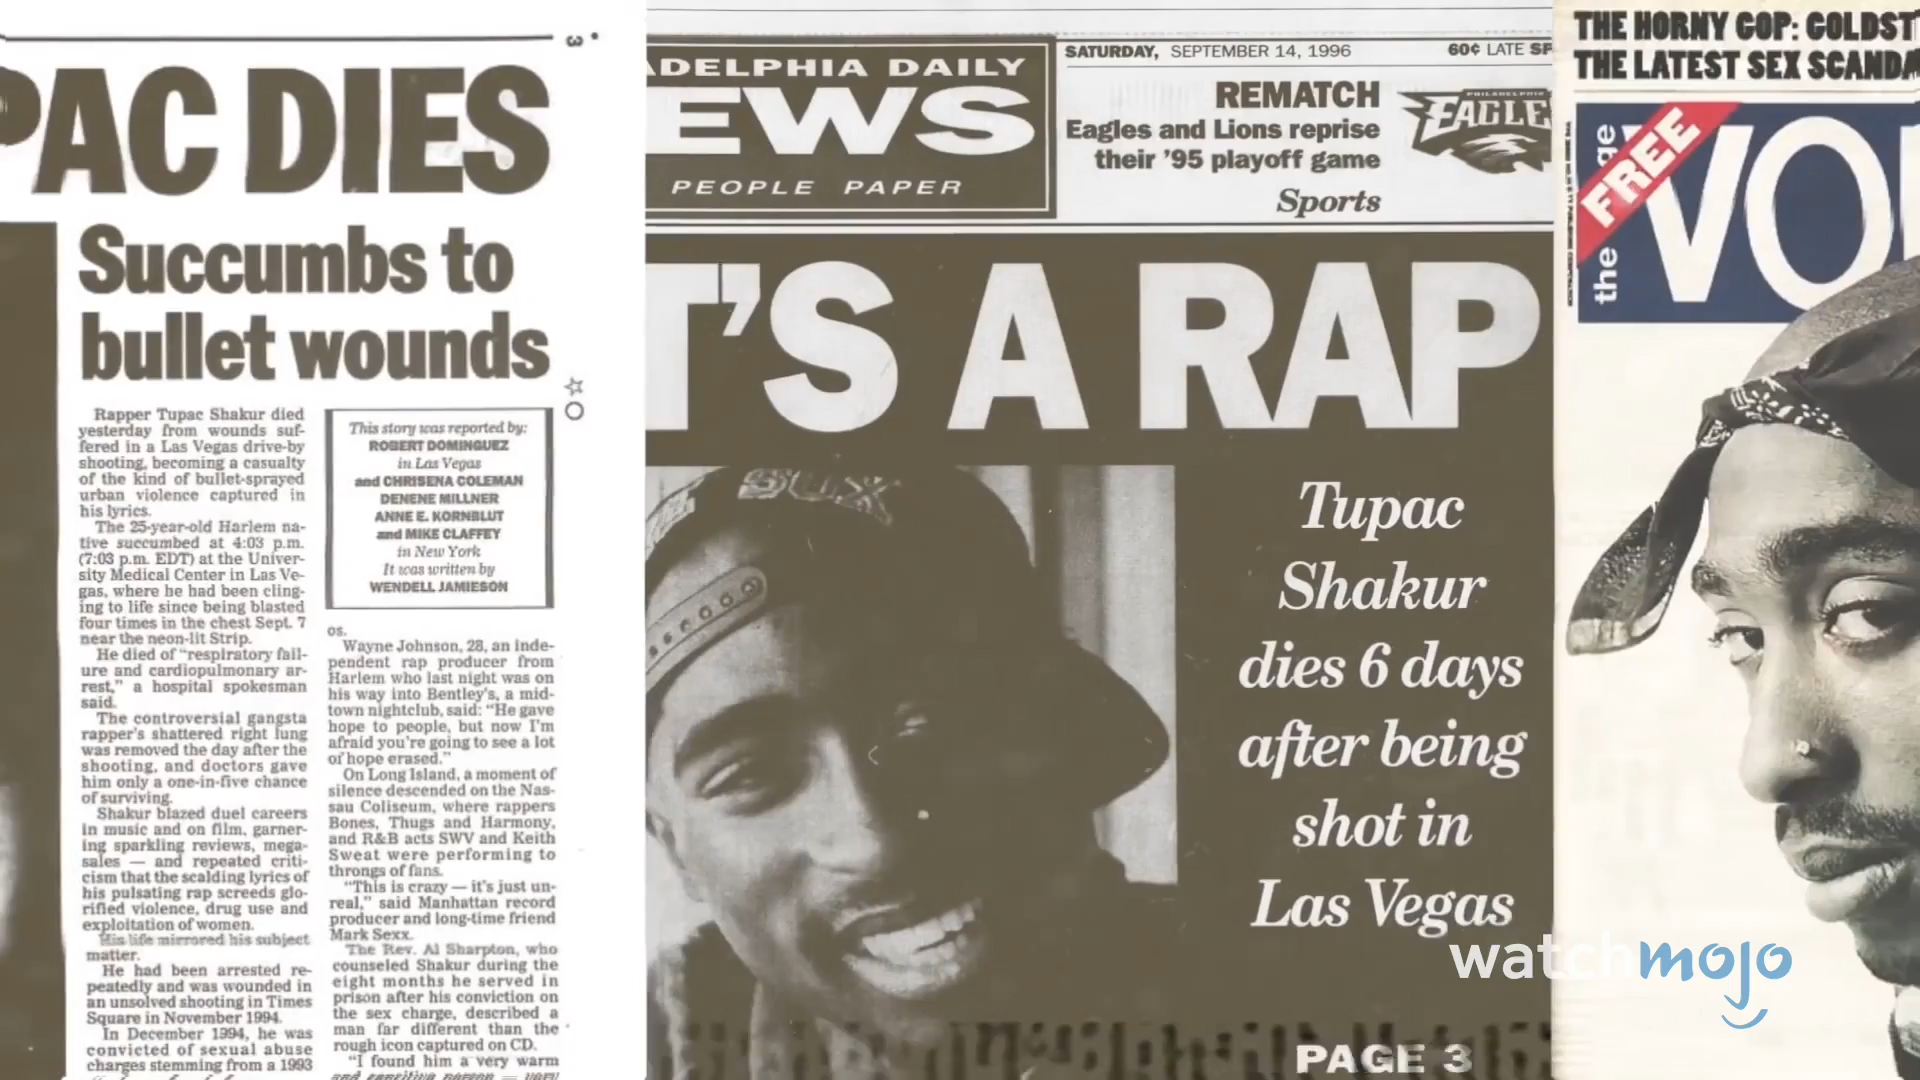 PAC DIES
Succumbs to
bullet wounds
Rapper Tupac Shakur died
yesterday from wounds suf-
fered in a Las Vegas drive-by
shooting, becoming a casualty
of the kind of bullet-sprayed
urban violence captured in
his lyrics.
The 25-year-old Harlem na-
tive succumbed at 4:03 p.m.
(7:03 p.m. EDT) at the Univer-
sity Medical Center in Las Ve-
gas, where he had been cling-
ing to life since being blasted
four times in the chest Sept. 7
near the neon-lit Strip.
He died of "respiratory fail-
ure and cardiopulmonary ar-
rest," a hospital spokesman
said.
The controversial gangsta
rapper's shattered right lung
was removed the day after the
shooting, and doctors gave
him only a one-in-five chance
of surviving.
Shakur blazed duel careers
in music and on film, garner-
ing sparkling reviews, mega-
sales — and repeated criti-
cism that the scalding lyrics of
his pulsating rap screeds glo-
rified violence, drug use and
exploitation of women.
His life mirrored his subject
matter.
He had been arrested re-
peatedly and was wounded in
an unsolved shooting in Times
Square in November 1994.
In December 1994, he was
convicted of sexual abuse
charges stemming from a 1993
This story was reported by:
ROBERT DOMINGUEZ
in Las Vegas
and CHRISENA COLEMAN
DENENE MILLNER
ANNE E. KORNBLUT
and MIKE CLAFFEY
in New York
It was written by
WENDELL JAMIESON
os.
Wayne Johnson, 28, an inde-
pendent rap producer from
Harlem who last night was on
his way into Bentley's, a mid-
town nightclub, said: "He gave
hope to people, but now I'm
afraid you're going to see a lot
of hope erased."
On Long Island, a moment of
silence descended on the Nas-
sau Coliseum, where rappers
Bones, Thugs and Harmony,
and R&B acts SWV and Keith
Sweat were performing to
throngs of fans.
"This is crazy — it's just un-
real," said Manhattan record
producer and long-time friend
Mark Sexx.
The Rev. Al Sharpton, who
counseled Shakur during the
eight months he served in
prison after his conviction on
the sex charge, described a
man far different than the
rough icon captured on CD.
"I found him a very warm
and sensitive person — very
3
ADELPHIA DAILY
EWS
PEOPLE PAPER
SATURDAY, SEPTEMBER 14, 1996
60¢ LATE SP
REMATCH
Eagles and Lions reprise
their '95 playoff game
Sports
PHILADELPHIA
EAGLE
T'S A RAP
SOX
Tupac
Shakur
dies 6 days
after being
shot in
Las Vegas
PAGE 3
THE HORNY COP: GOLDST
THE LATEST SEX SCANDA
FREE
the
VOI
watchmojo